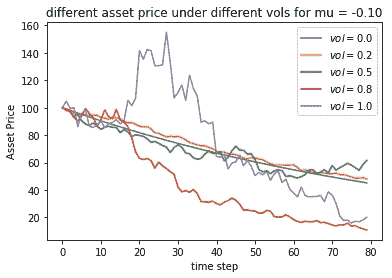 different asset price under different vols for mu = -0.10
160
140
120
100
80
60
40
20
Asset Price
vol = 0.0
vol = 0.2
vol = 0.5
vol = 0.8
vol = 1.0
0 10 20 30 40 50 60 70 80
time step